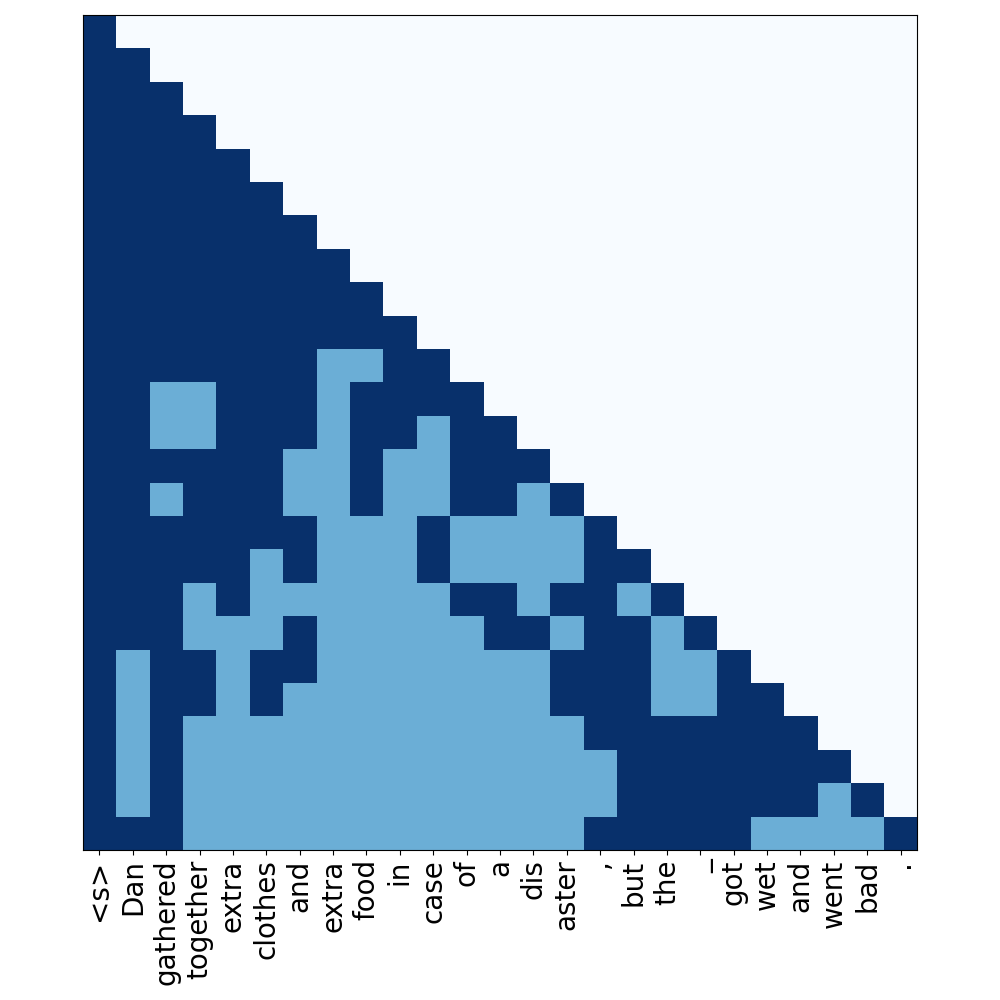 <s> Dan gathered together extra clothes and extra food in case of a dis aster , but the _ got wet and went bad .